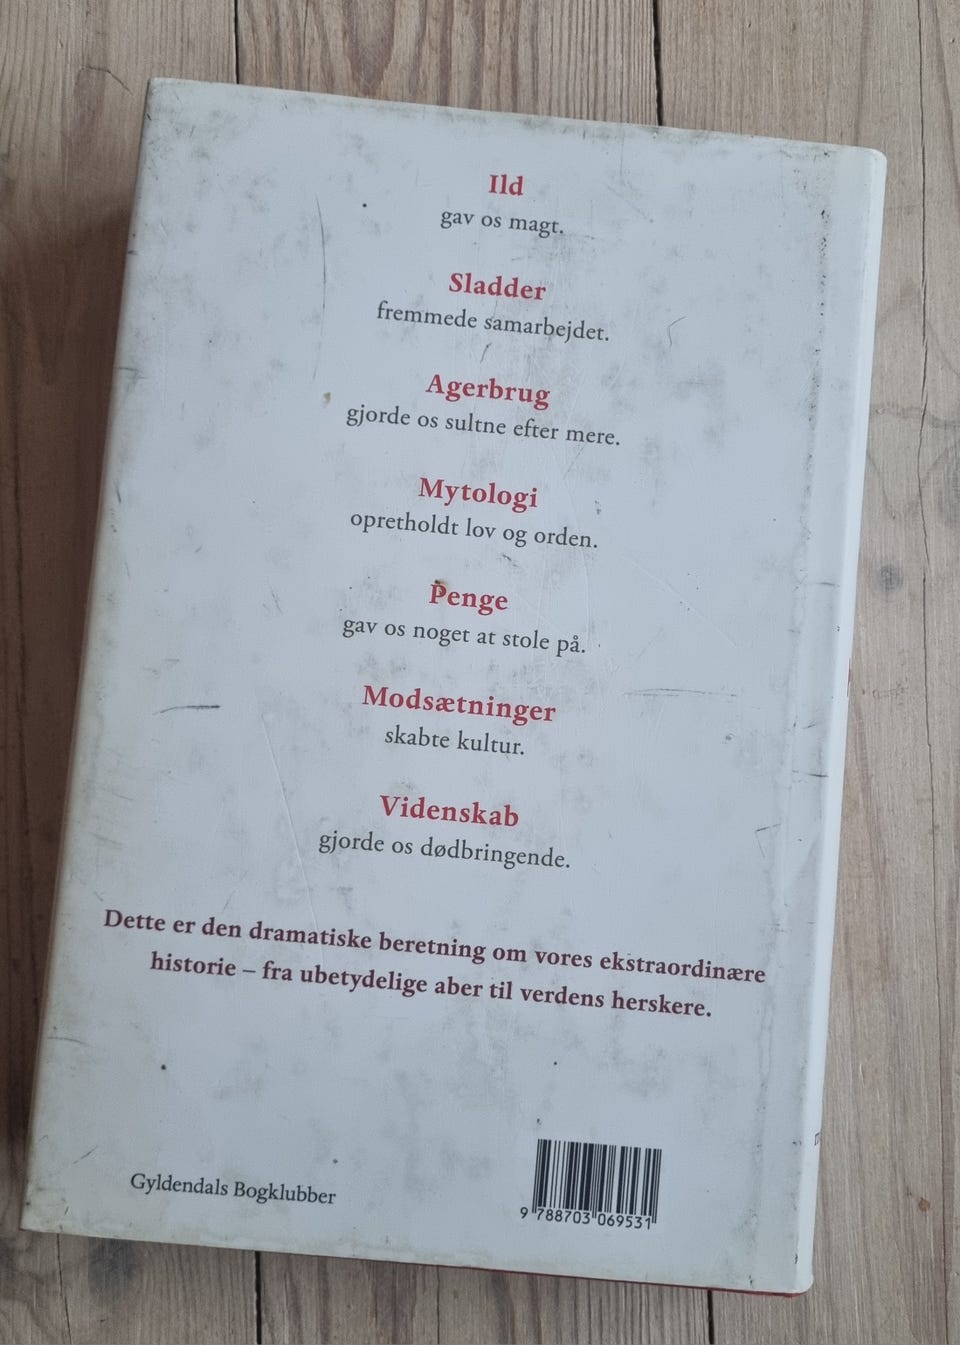 Ild
gav os magt.
Sladder
fremmede samarbejdet.
Agerbrug
gjorde os sultne efter mere.
Mytologi
opretholdt lov og orden.
Penge
gav os noget at stole på.
Modsætninger
skabte kultur.
Videnskab
gjorde os dødbringende.
Dette er den dramatiske beretning om vores ekstraordinære
historie – fra ubetydelige aber til verdens herskere.
Gyldendals Bogklubber
9 788703 069531